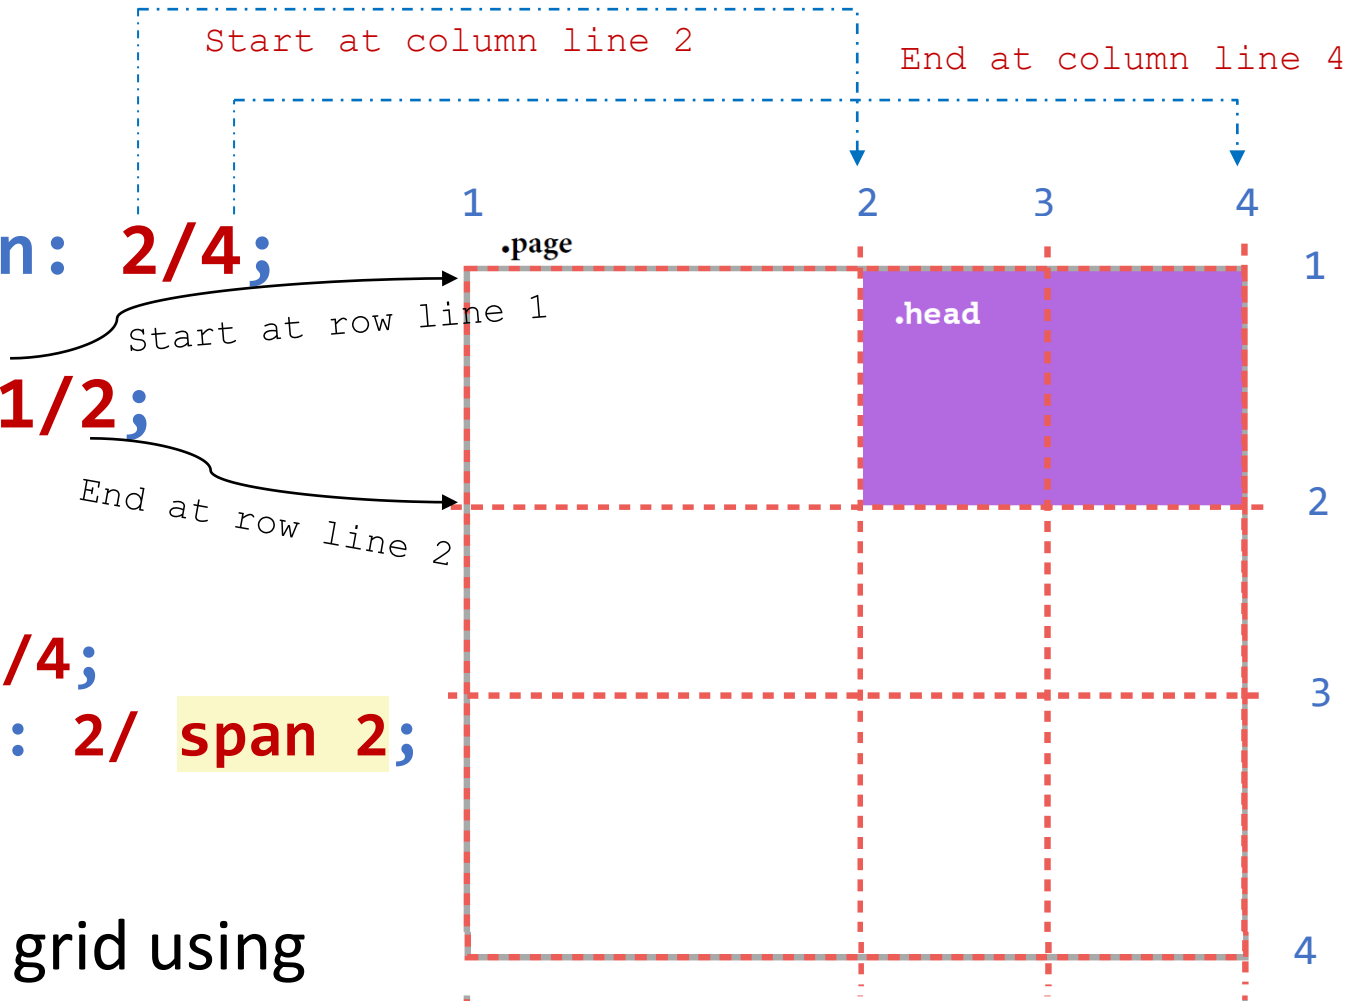 Start at column line 2
End at column line 4
1 2 3 4
n: 2/4;
.page
1
.head
Start at row line 1
1/2;
End at row line 2
2
/4;
3
: 2/ span 2;
grid using
4